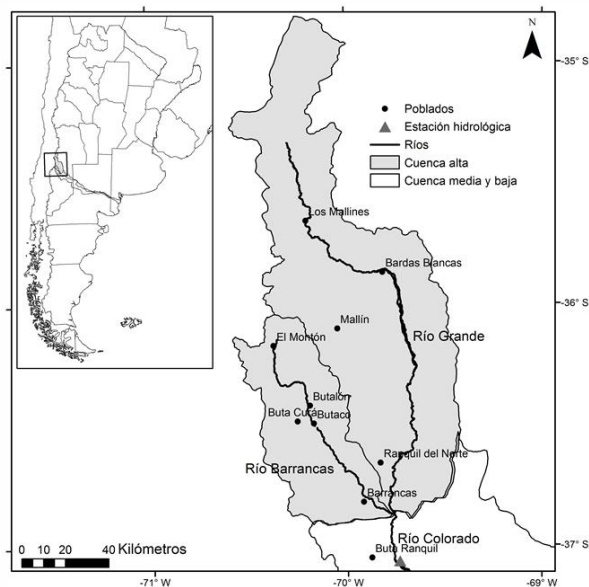 N
-35° S
Poblados
Estación hidrológica
Ríos
Cuenca alta
Cuenca media y baja
Los Mallines
Bardas Blancas
Mallín
-36° S
Río Grande
El Montón
Butalón
Buta Curá
Butaco
Ranquil del Norte
Río Barrancas
Barrancas
Río Colorado
-37° S
Buta Ranquil
0 10 20 40 Kilómetros
-71° W
-70° W
-69° W